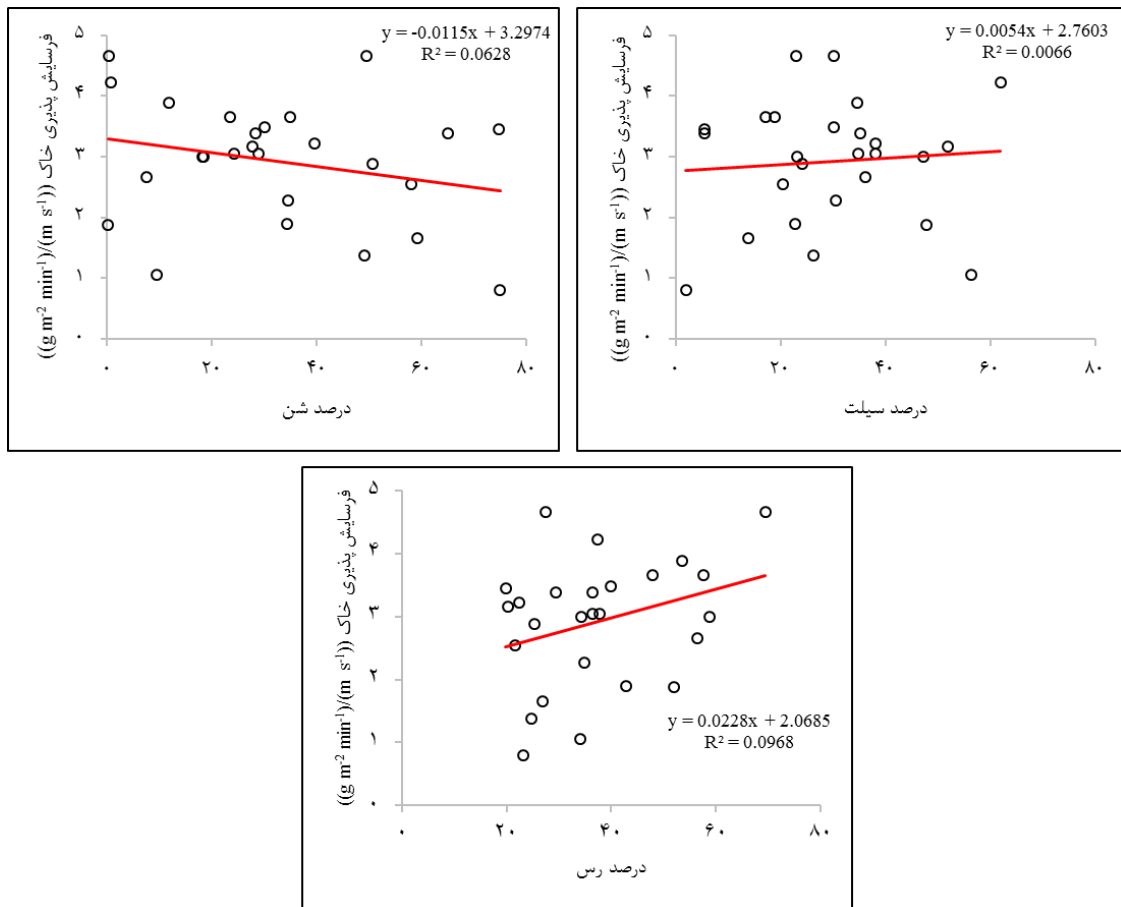 y = -0.0115x + 3.2974
R² = 0.0628
فرسایش پذیری خاک ((g m⁻² min⁻¹)/(m s⁻¹))
۵
۴
۳
۲
۱
۰
۰ ۲۰ ۴۰ ۶۰ ۸۰
درصد شن
y = 0.0054x + 2.7603
R² = 0.0066
فرسایش پذیری خاک ((g m⁻² min⁻¹)/(m s⁻¹))
۵
۴
۳
۲
۱
۰
۰ ۲۰ ۴۰ ۶۰ ۸۰
درصد سیلت
فرسایش پذیری خاک ((g m⁻² min⁻¹)/(m s⁻¹))
۵
۴
۳
۲
۱
۰
y = 0.0228x + 2.0685
R² = 0.0968
۰ ۲۰ ۴۰ ۶۰ ۸۰
درصد رس